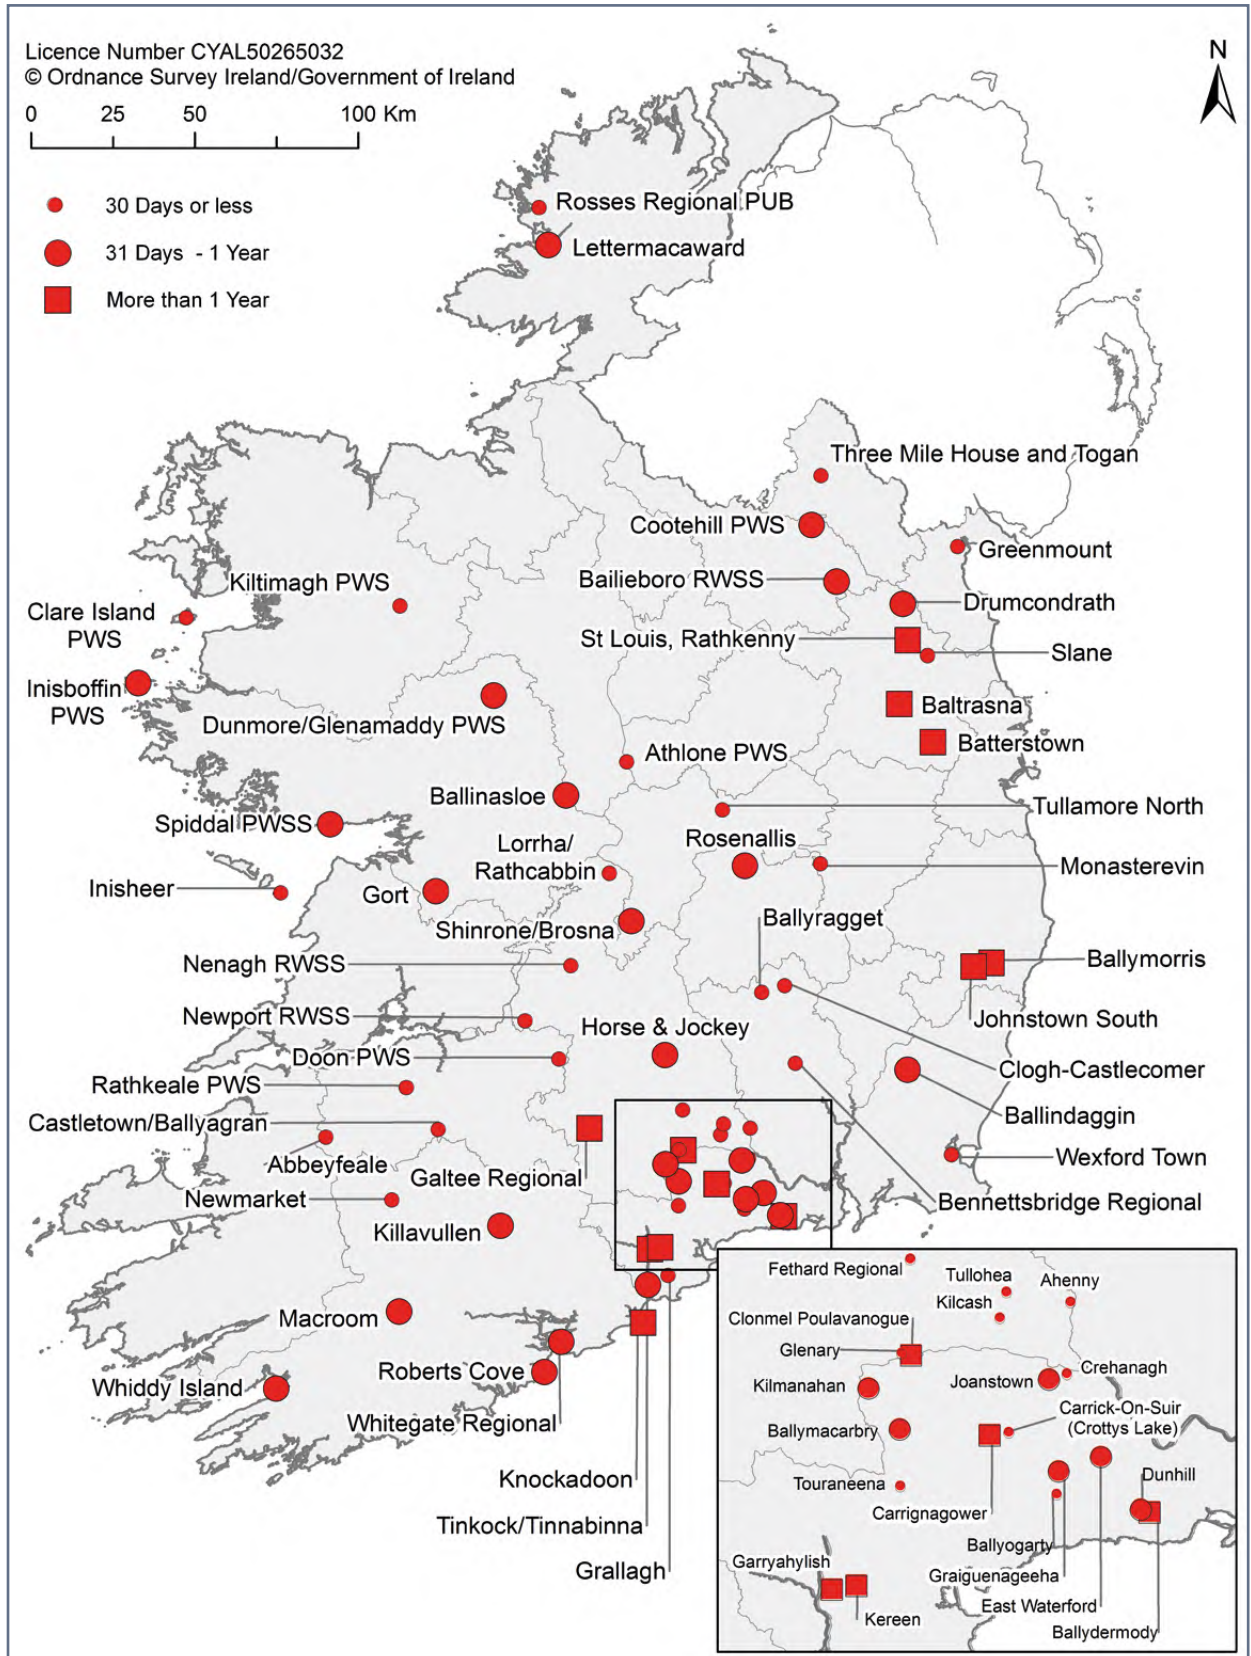 Licence Number CYAL50265032
© Ordnance Survey Ireland/Government of Ireland
0 25 50 100 Km
N
30 Days or less
31 Days - 1 Year
More than 1 Year
Rosses Regional PUB
Lettermacaward
Three Mile House and Togan
Cootehill PWS
Greenmount
Bailieboro RWSS
Kiltimagh PWS
Drumcondrath
Clare Island
PWS
St Louis, Rathkenny
Slane
Inisboffin
PWS
Dunmore/Glenamaddy PWS
Baltrasna
Batterstown
Athlone PWS
Ballinasloe
Tullamore North
Spiddal PWSS
Rosenallis
Lorrha/
Rathcabbin
Monasterevin
Inisheer
Gort
Ballyragget
Shinrone/Brosna
Nenagh RWSS
Ballymorris
Newport RWSS
Johnstown South
Horse & Jockey
Doon PWS
Clogh-Castlecomer
Rathkeale PWS
Ballindaggin
Castletown/Ballyagran
Abbeyfeale
Wexford Town
Galtee Regional
Newmarket
Bennettsbridge Regional
Killavullen
Macroom
Roberts Cove
Whiddy Island
Whitegate Regional
Knockadoon
Tinkock/Tinnabinna
Grallagh
Fethard Regional
Tullohea
Ahenny
Kilcash
Clonmel Poulavanogue
Glenary
Crehanagh
Joanstown
Kilmanahan
Carrick-On-Suir
(Crottys Lake)
Ballymacarbry
Dunhill
Touraneena
Carrignagower
Ballyogarty
Garryahylish
Graiguenageeha
East Waterford
Kereen
Ballydermody